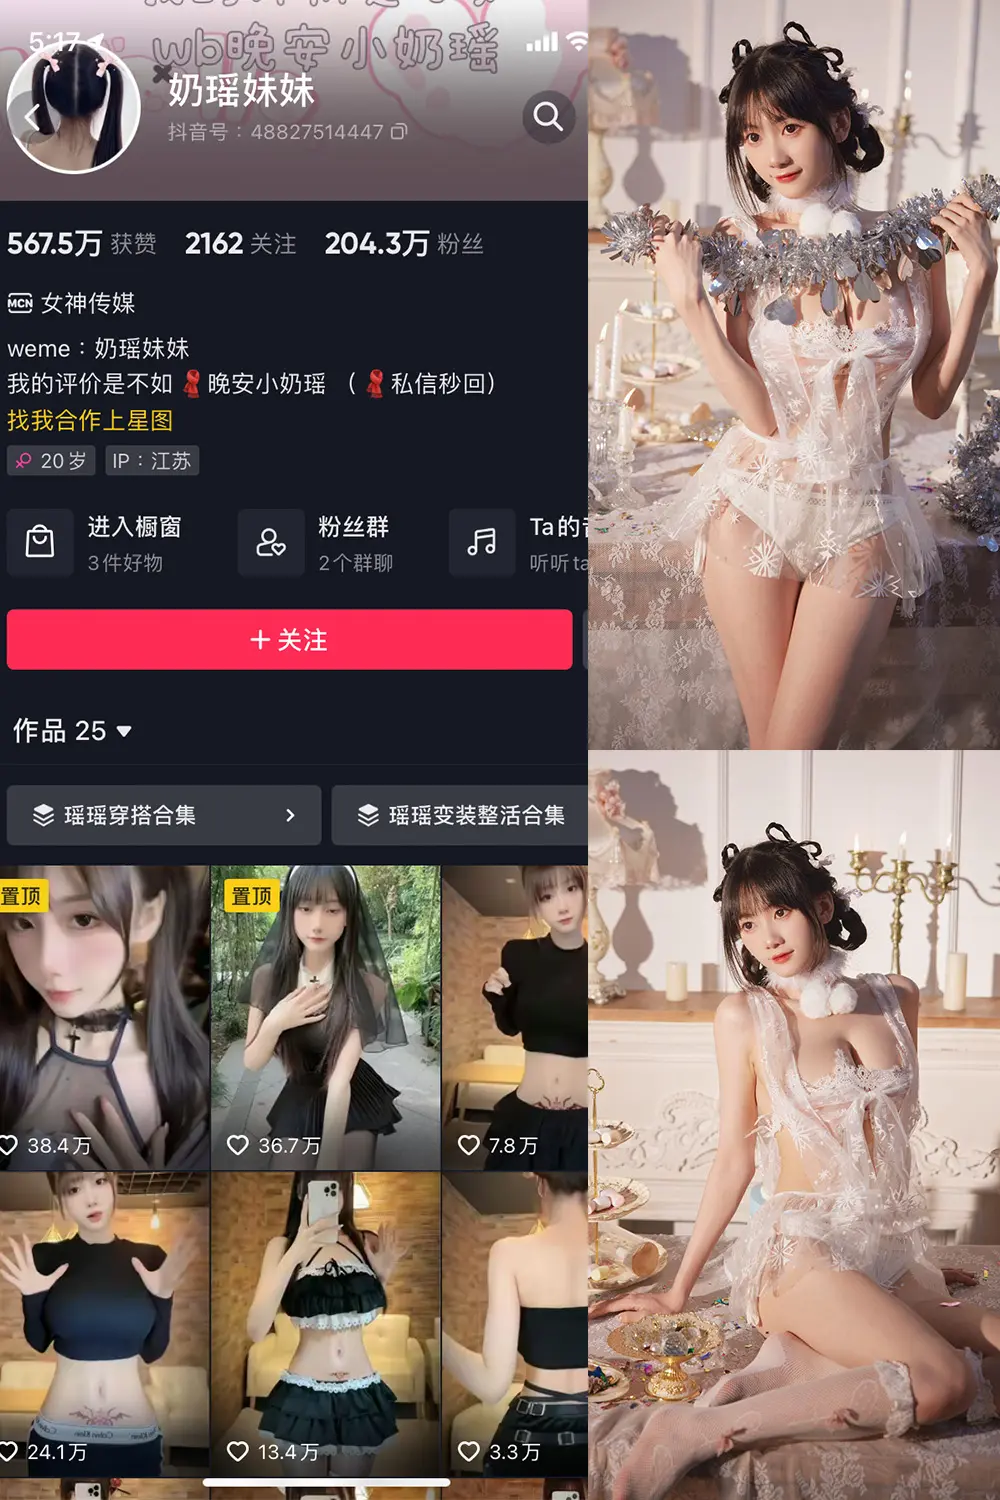 5:17
wb晚安小奶瑶
奶瑶妹妹
抖音号：48827514447
567.5万 获赞 2162 关注 204.3万 粉丝
MCN 女神传媒
weme：奶瑶妹妹
我的评价是不如 晚安小奶瑶 （ 私信秒回）
找我合作上星图
20岁 IP：江苏
进入橱窗 粉丝群 Ta的
3件好物 2个群聊 听听ta
＋关注
作品 25
瑶瑶穿搭合集 瑶瑶变装整活合集
置顶 置顶
38.4万 36.7万 7.8万
24.1万 13.4万 3.3万